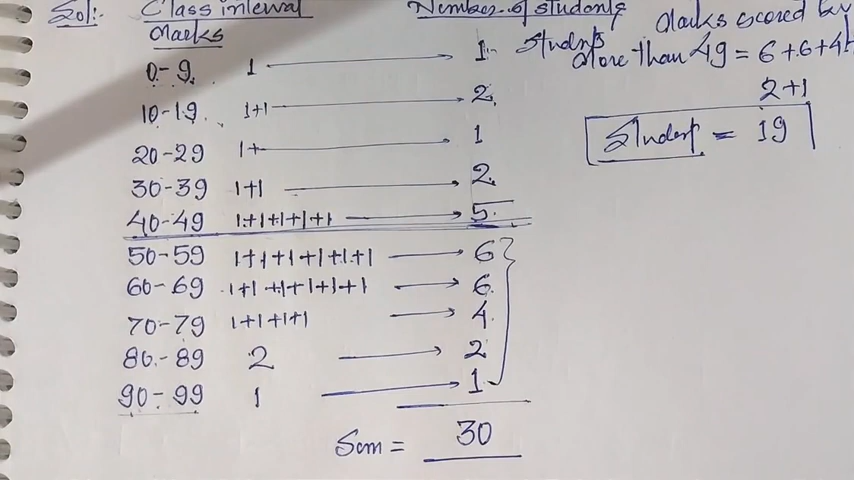 Sol:- Class interval Number of students
Marks
0-9 1 1
10-19 1+1 2
20-29 1+ 1
30-39 1+1 2
40-49 1+1+1+1+1 5
50-59 1+1+1+1+1+1 6
60-69 1+1+1+1+1+1 6
70-79 1+1+1+1 4
80-89 2 2
90-99 1 1
Sum = 30
Marks scored by
Students
More than 49 = 6+6+4+
2+1
Student = 19